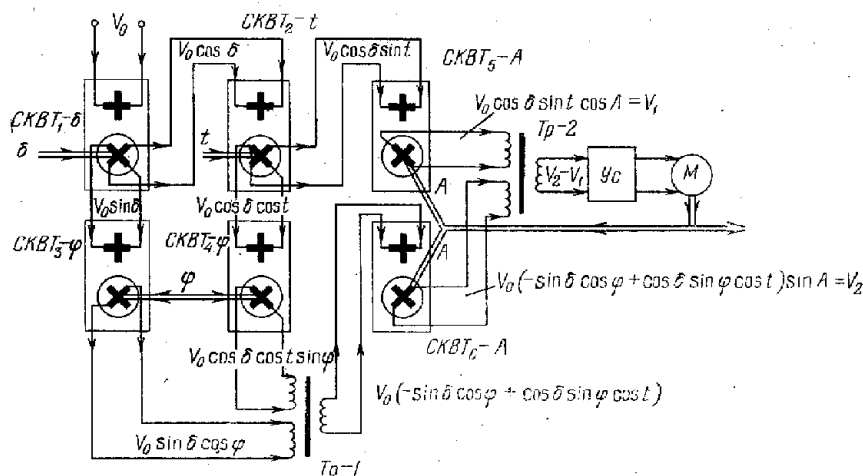 V₀
СКВТ₂-t
V₀ cos δ
V₀ cos δ sin t
СКВТ₅-A
СКВТ₁-δ
δ
t
V₀ cos δ sin t cos A = V₁
Тр-2
A
V₂-V₁
УС
М
V₀ sin δ
V₀ cos δ cos t
СКВТ₃-φ
СКВТ₄-φ
A
φ
V₀ (-sin δ cos φ + cos δ sin φ cos t) sin A = V₂
СКВТ₆-A
V₀ cos δ cos t sin φ
V₀ (-sin δ cos φ + cos δ sin φ cos t)
V₀ sin δ cos φ
Тр-1